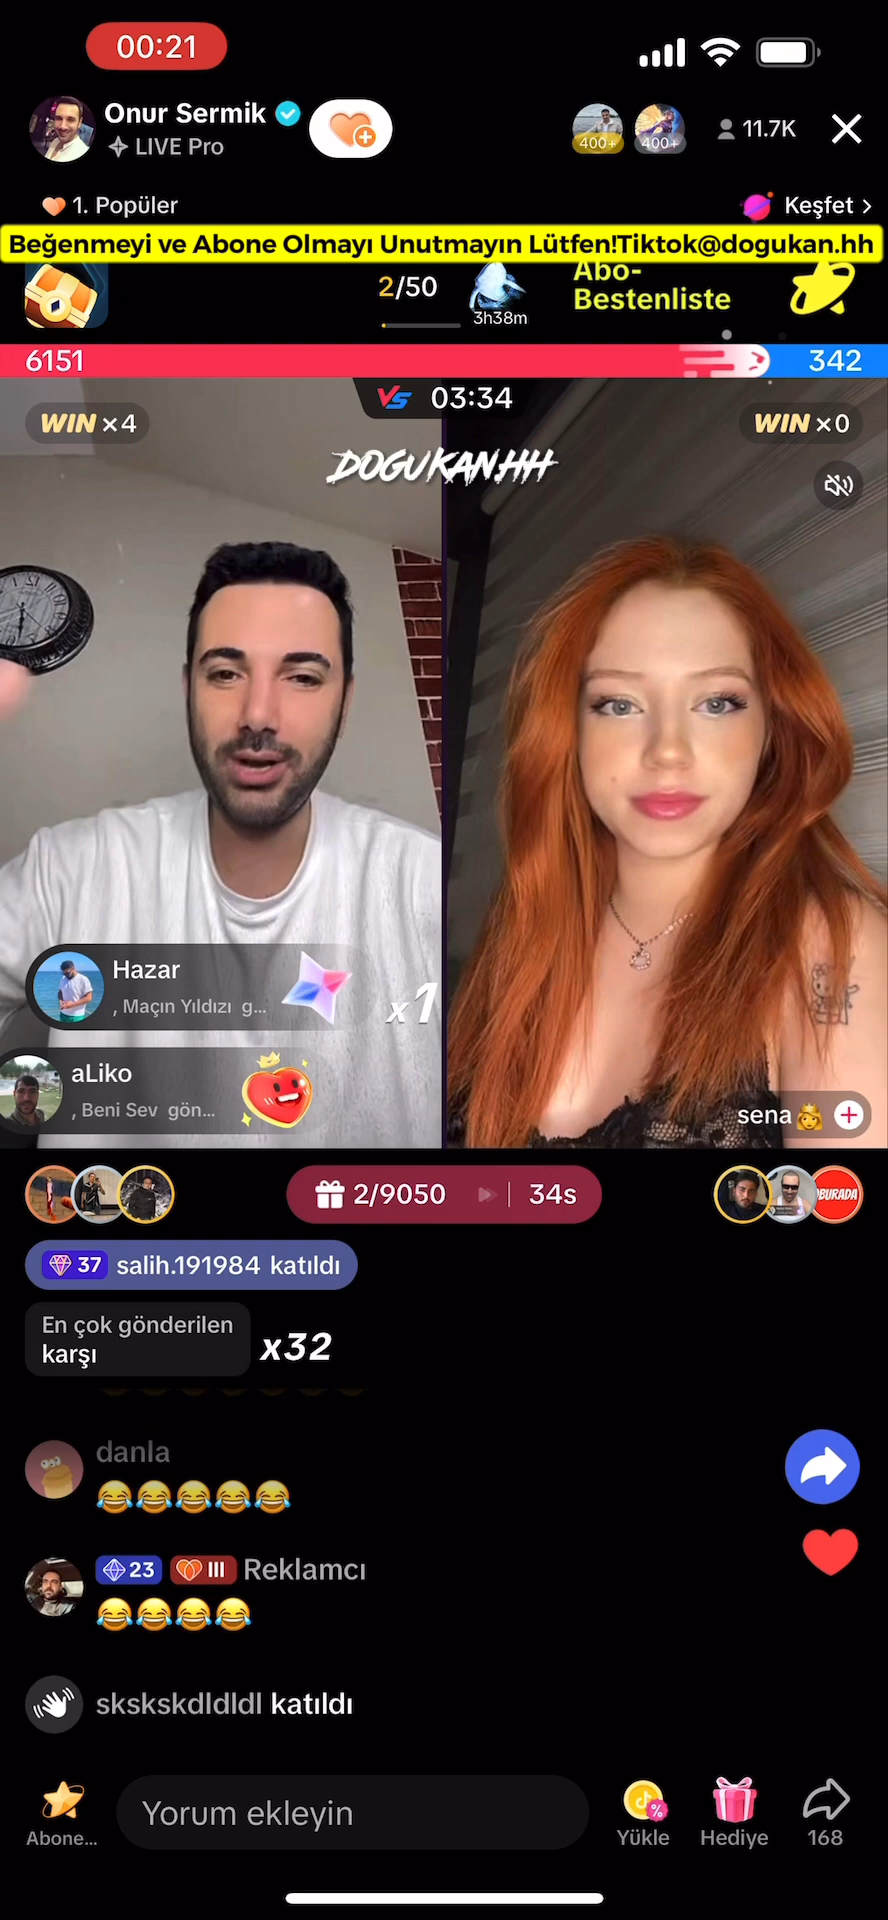 00:21
Onur Sermik
LIVE Pro
400+
400+
11.7K
1. Popüler
Keşfet
Beğenmeyi ve Abone Olmayı Unutmayın Lütfen!Tiktok@dogukan.hh
2/50
3h38m
Abo-
Bestenliste
6151
342
VS 03:34
WIN x4
WIN x0
DOGUKAN.HH
Hazar
, Maçın Yıldızı g...
x1
aLiko
, Beni Sev gön...
sena
2/9050
34s
BURADA
37 salih.191984 katıldı
En çok gönderilen
karşı
x32
danla
😂😂😂😂😂
23 III Reklamcı
😂😂😂😂
skskskdldldl katıldı
Abone...
Yorum ekleyin
Yükle
Hediye
168